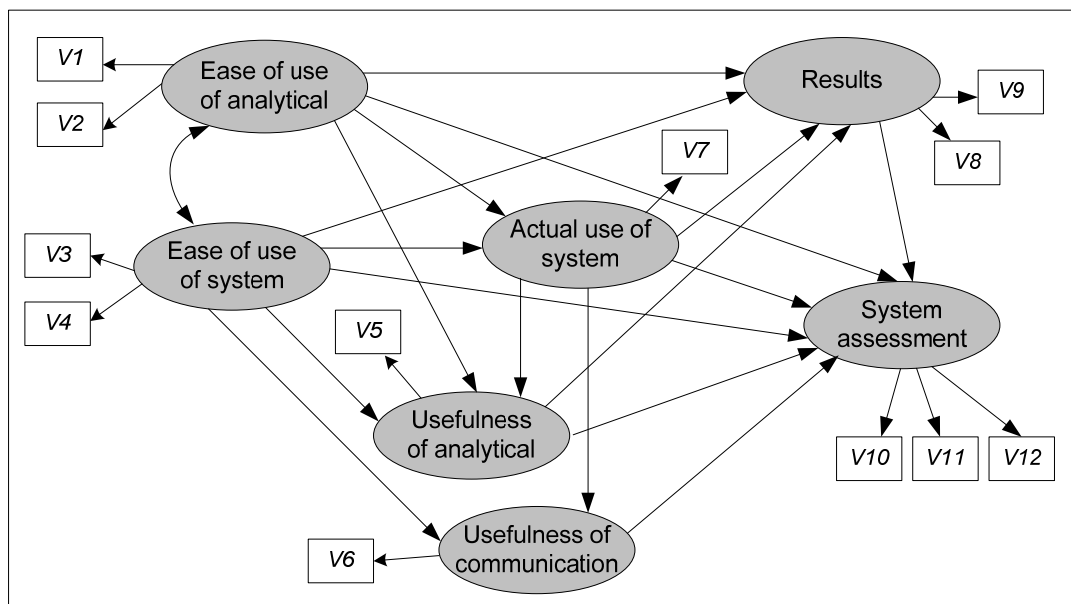 V1
Ease of use
of analytical
V2
Results
V9
V8
V7
Actual use of
system
V3
Ease of use
of system
V4
V5
System
assessment
Usefulness
of analytical
V10
V11
V12
Usefulness of
communication
V6